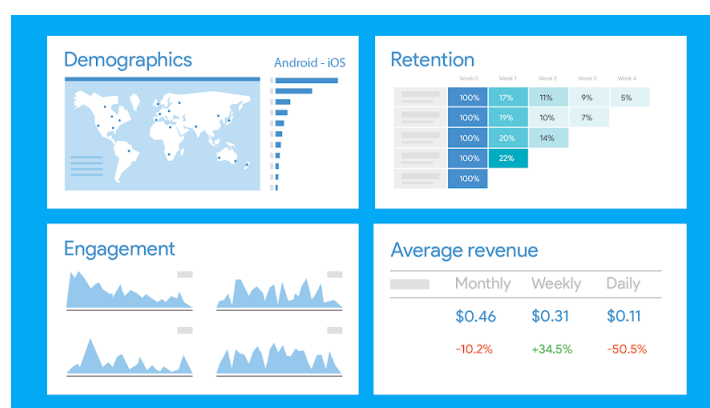 Demographics
Android - iOS
Retention
Week 0 Week 1 Week 2 Week 3 Week 4
100% 17% 11% 9% 5%
100% 19% 10% 7%
100% 20% 14%
100% 22%
100%
Engagement
Average revenue
Monthly Weekly Daily
$0.46 $0.31 $0.11
-10.2% +34.5% -50.5%